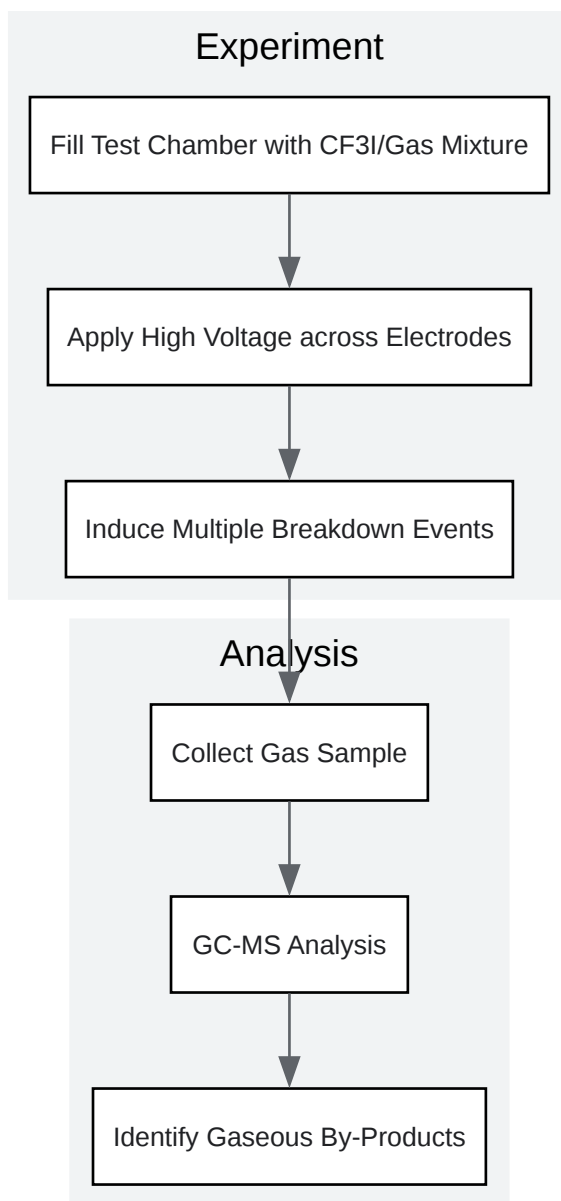 Experiment
Fill Test Chamber with CF3I/Gas Mixture
Apply High Voltage across Electrodes
Induce Multiple Breakdown Events
Analysis
Collect Gas Sample
GC-MS Analysis
Identify Gaseous By-Products